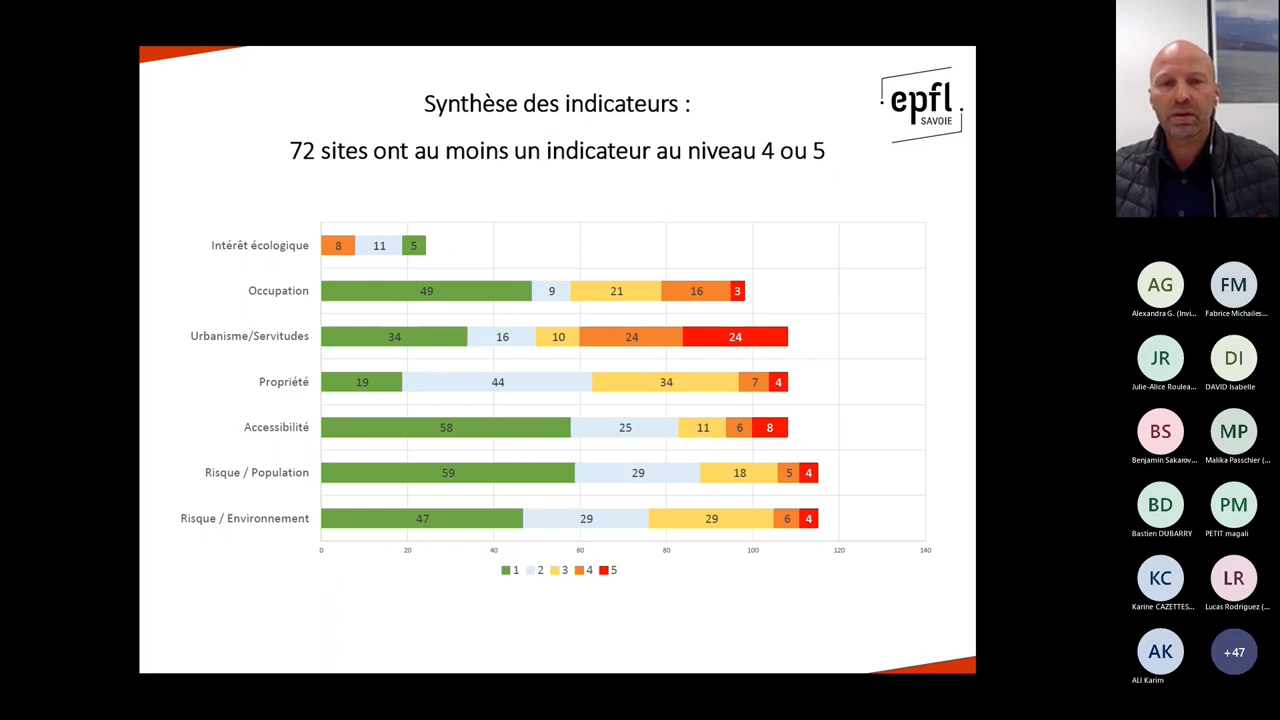 Synthèse des indicateurs :
72 sites ont au moins un indicateur au niveau 4 ou 5
epfl
SAVOIE
Intérêt écologique 8 11 5
Occupation 49 9 21 16 3
Urbanisme/Servitudes 34 16 10 24 24
Propriété 19 44 34 7 4
Accessibilité 58 25 11 6 8
Risque / Population 59 29 18 5 4
Risque / Environnement 47 29 29 6 4
0 20 40 60 80 100 120 140
1 2 3 4 5
AG FM
Alexandra G. (Invi... Fabrice Michailes...
JR DI
Julie-Alice Roulea... DAVID Isabelle
BS MP
Benjamin Sakarov... Malika Passchier (...
BD PM
Bastien DUBARRY PETIT magali
KC LR
Karine CAZETTES... Lucas Rodriguez (...
AK +47
ALI Karim